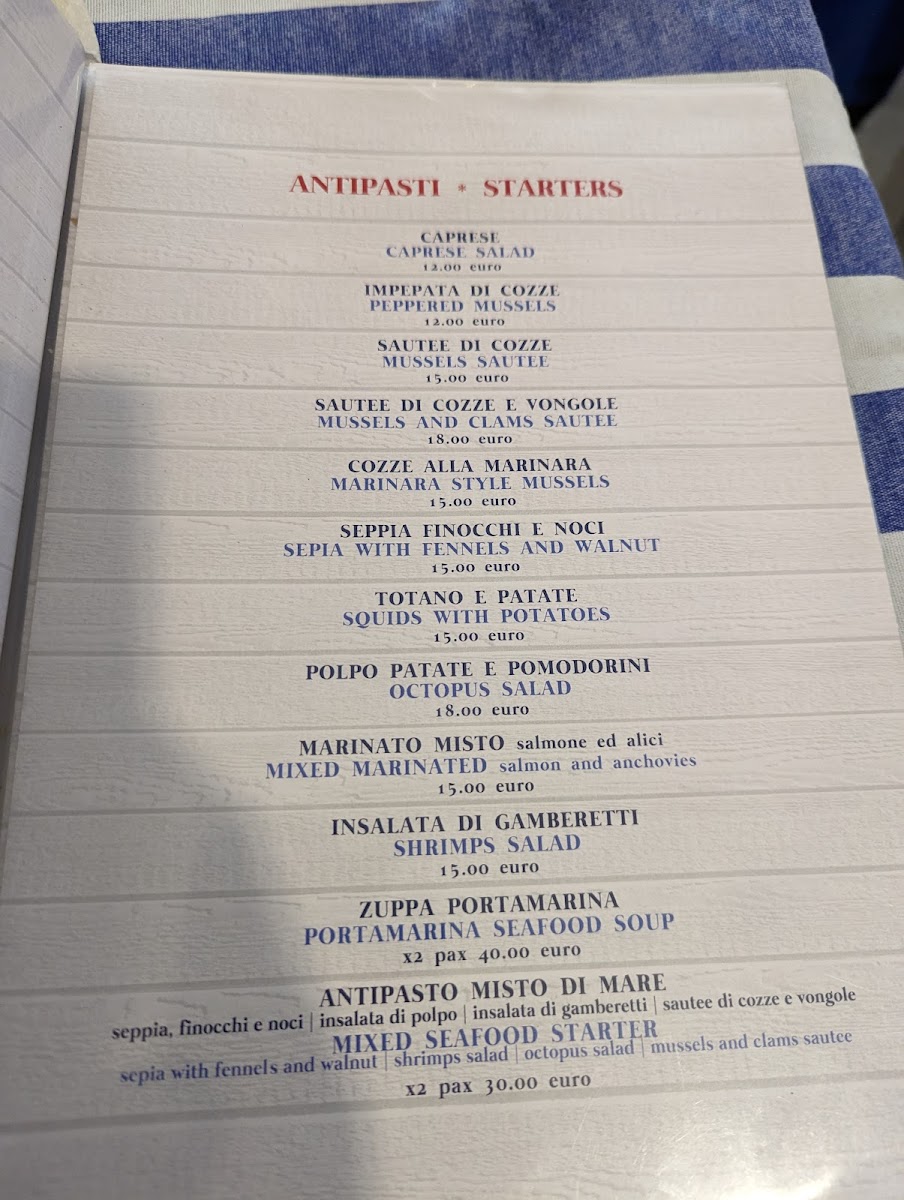 ANTIPASTI * STARTERS
CAPRESE
CAPRESE SALAD
12.00 euro
IMPEPATA DI COZZE
PEPPERED MUSSELS
12.00 euro
SAUTEE DI COZZE
MUSSELS SAUTEE
15.00 euro
SAUTEE DI COZZE E VONGOLE
MUSSELS AND CLAMS SAUTEE
18.00 euro
COZZE ALLA MARINARA
MARINARA STYLE MUSSELS
15.00 euro
SEPPIA FINOCCHI E NOCI
SEPIA WITH FENNELS AND WALNUT
15.00 euro
TOTANO E PATATE
SQUIDS WITH POTATOES
15.00 euro
POLPO PATATE E POMODORINI
OCTOPUS SALAD
18.00 euro
MARINATO MISTO salmone ed alici
MIXED MARINATED salmon and anchovies
15.00 euro
INSALATA DI GAMBERETTI
SHRIMPS SALAD
15.00 euro
ZUPPA PORTAMARINA
PORTAMARINA SEAFOOD SOUP
x2 pax 40.00 euro
ANTIPASTO MISTO DI MARE
seppia, finocchi e noci | insalata di polpo | insalata di gamberetti | sautee di cozze e vongole
MIXED SEAFOOD STARTER
sepia with fennels and walnut | shrimps salad | octopus salad | mussels and clams sautee
x2 pax 30.00 euro